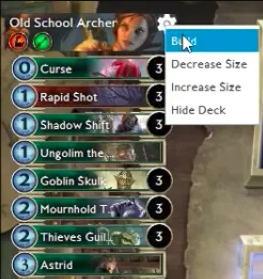 Old School Archer
Build
Decrease Size
Increase Size
Hide Deck
0 Curse 3
1 Rapid Shot 3
1 Shadow Shift 3
1 Ungolim the ...
2 Goblin Skulk 3
2 Mournhold T... 3
2 Thieves Guil... 3
3 Astrid